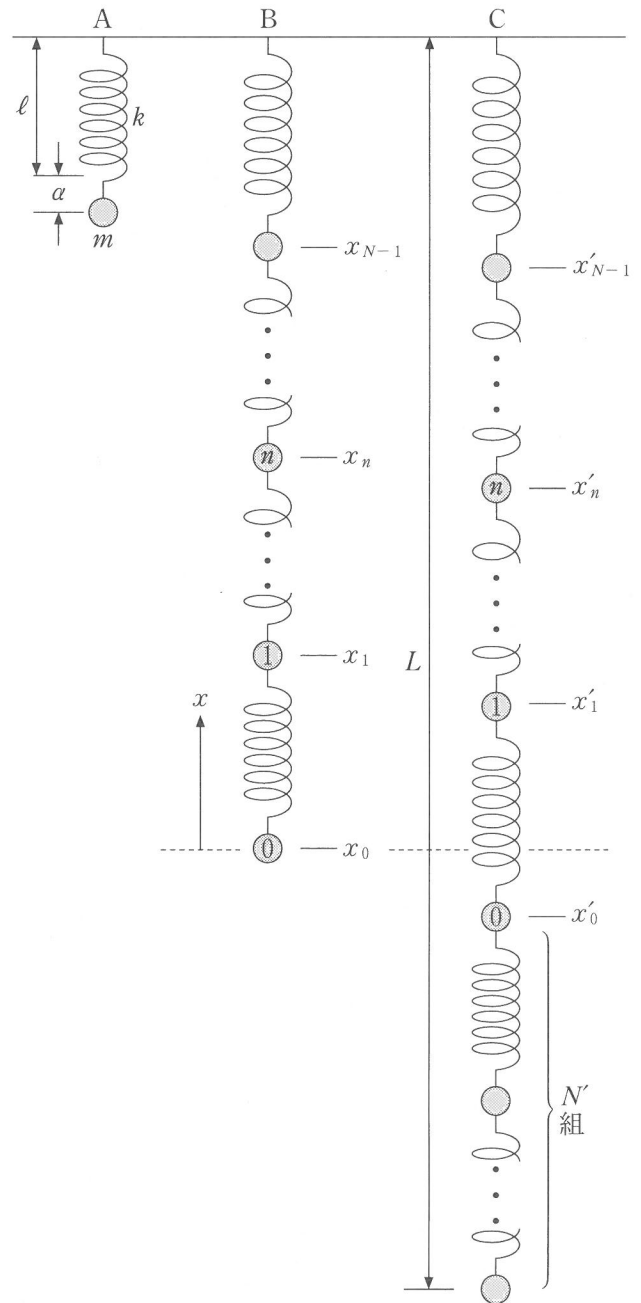 A B C
ℓ
k
α
m
x_{N-1}
x'_{N-1}
n
x_n
n
x'_n
L
1
x_1
1
x'_1
x
0
x_0
0
x'_0
N'
組